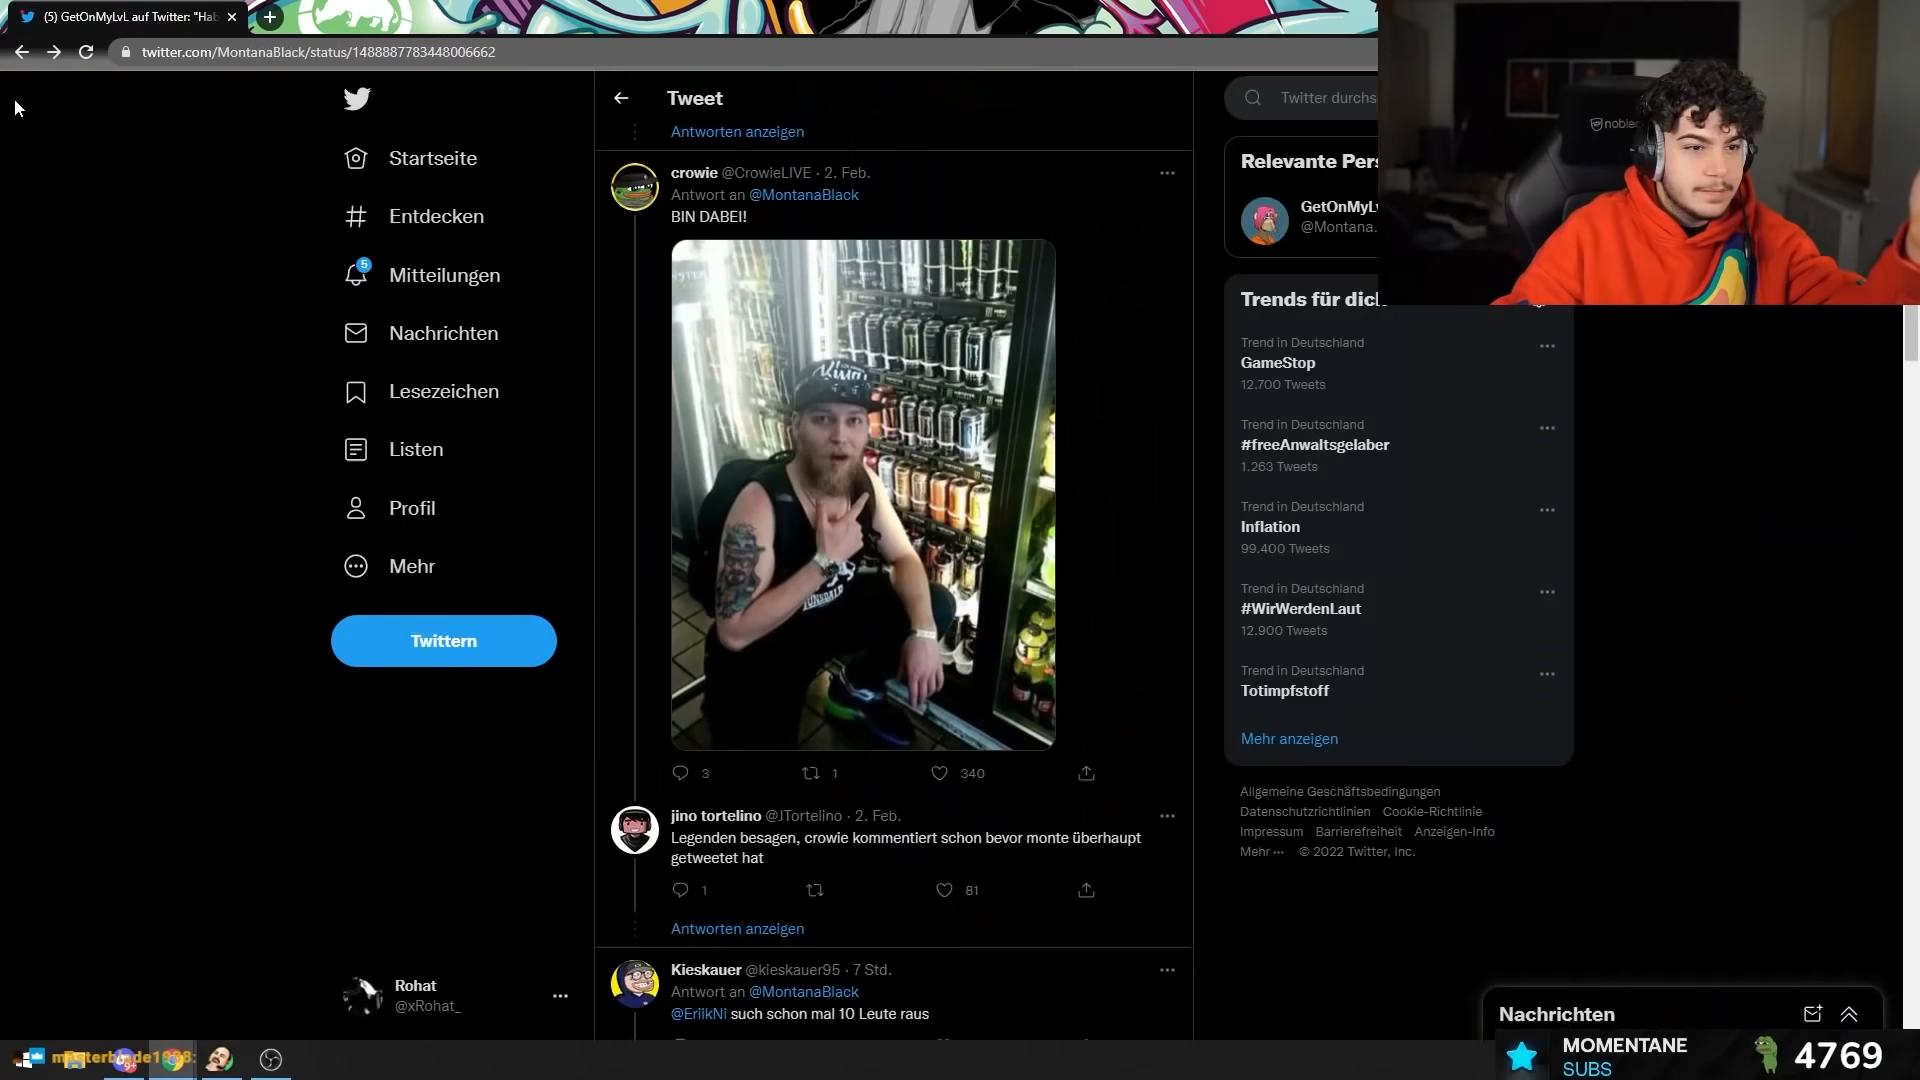 (5) GetOnMyLvL auf Twitter: "Hab
twitter.com/MontanaBlack/status/1488887783448006662
Tweet
Antworten anzeigen
Startseite
Entdecken
5
Mitteilungen
Nachrichten
Lesezeichen
Listen
Profil
Mehr
Twittern
Rohat
@xRohat_
crowie @CrowieLIVE · 2. Feb.
Antwort an @MontanaBlack
BIN DABEI!
3
1
340
jino tortelino @JTortelino · 2. Feb.
Legenden besagen, crowie kommentiert schon bevor monte überhaupt
getweetet hat
1
81
Antworten anzeigen
Kieskauer @kieskauer95 · 7 Std.
Antwort an @MontanaBlack
@EriikNi such schon mal 10 Leute raus
Twitter durchs
Relevante Pers
GetOnMyLv
@Montana.
Trends für dich
Trend in Deutschland
GameStop
12.700 Tweets
Trend in Deutschland
#freeAnwaltsgelaber
1.263 Tweets
Trend in Deutschland
Inflation
99.400 Tweets
Trend in Deutschland
#WirWerdenLaut
12.900 Tweets
Trend in Deutschland
Totimpfstoff
Mehr anzeigen
Allgemeine Geschäftsbedingungen
Datenschutzrichtlinien Cookie-Richtlinie
Impressum Barrierefreiheit Anzeigen-Info
Mehr ··· © 2022 Twitter, Inc.
Nachrichten
MOMENTANE
SUBS
4769
masterblade1988:
9+